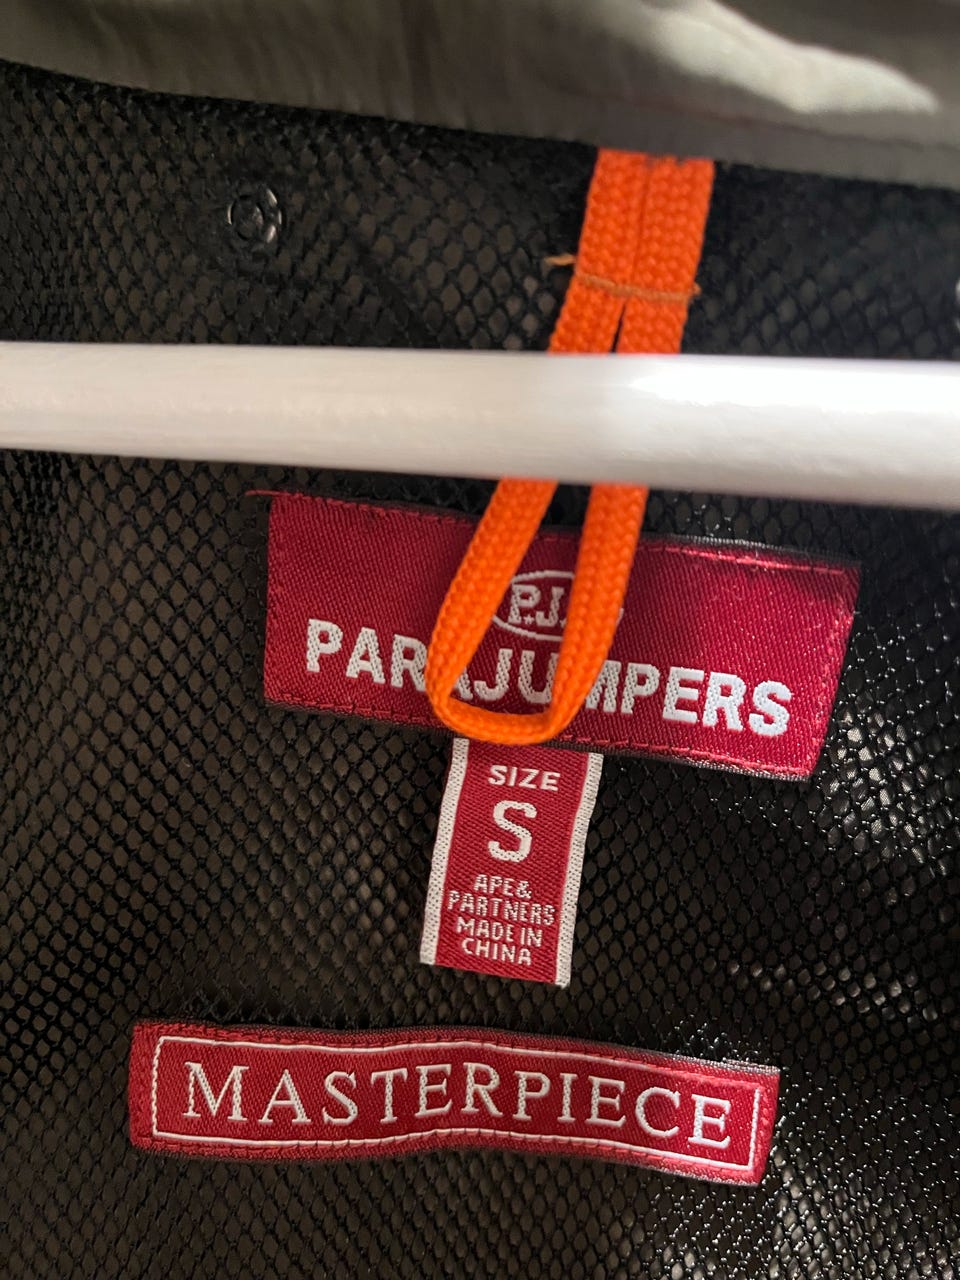 P.J.
PARAJUMPERS
SIZE
S
APE&
PARTNERS
MADE IN
CHINA
MASTERPIECE